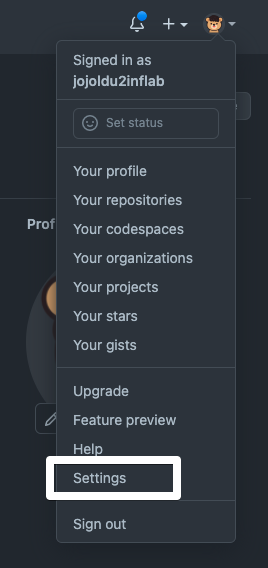 Signed in as
jojoldu2inflab
Set status
Your profile
Your repositories
Prof
Your codespaces
Your organizations
Your projects
Your stars
Your gists
Upgrade
Feature preview
Help
Settings
Sign out